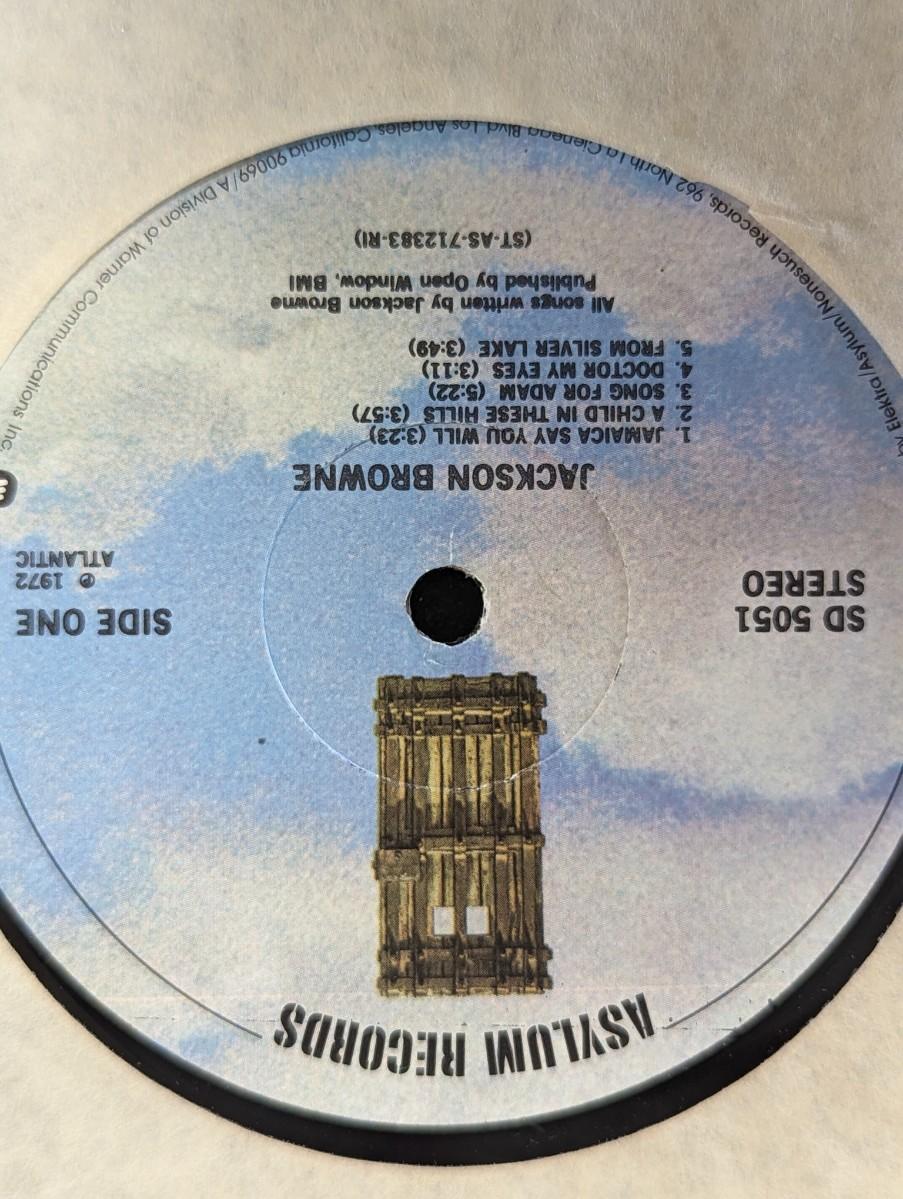 ASYLUM RECORDS
SD 5051
STEREO
SIDE ONE
℗ 1972
ATLANTIC
JACKSON BROWNE
1. JAMAICA SAY YOU WILL (3:23)
2. A CHILD IN THESE HILLS (3:57)
3. SONG FOR ADAM (5:22)
4. DOCTOR MY EYES (3:11)
5. FROM SILVER LAKE (3:49)
All songs written by Jackson Browne
Published by Open Window, BMI
(ST-AS-712383-RI)
by Elektra/Asylum/Nonesuch Records, 962 North La Cienega Blvd. Los Angeles, California 90069/A Division of Warner Communications Inc.